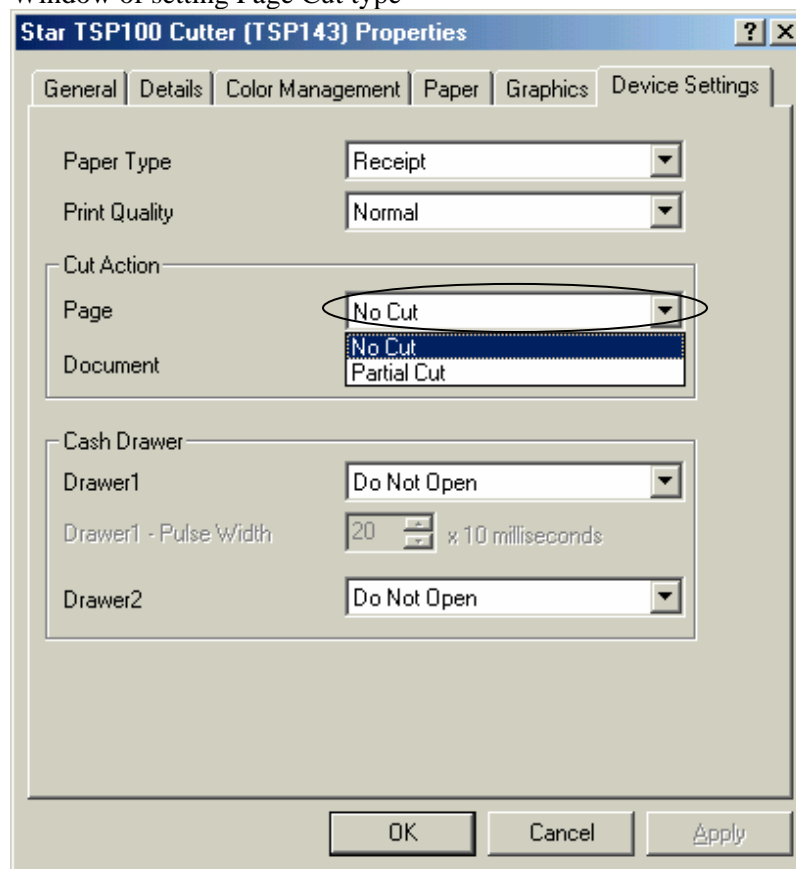 Window of setting Page Cut type
Star TSP100 Cutter (TSP143) Properties
General Details Color Management Paper Graphics Device Settings
Paper Type Receipt
Print Quality Normal
Cut Action
Page No Cut
No Cut
Document Partial Cut
Cash Drawer
Drawer1 Do Not Open
Drawer1 - Pulse Width 20 x 10 milliseconds
Drawer2 Do Not Open
OK Cancel Apply